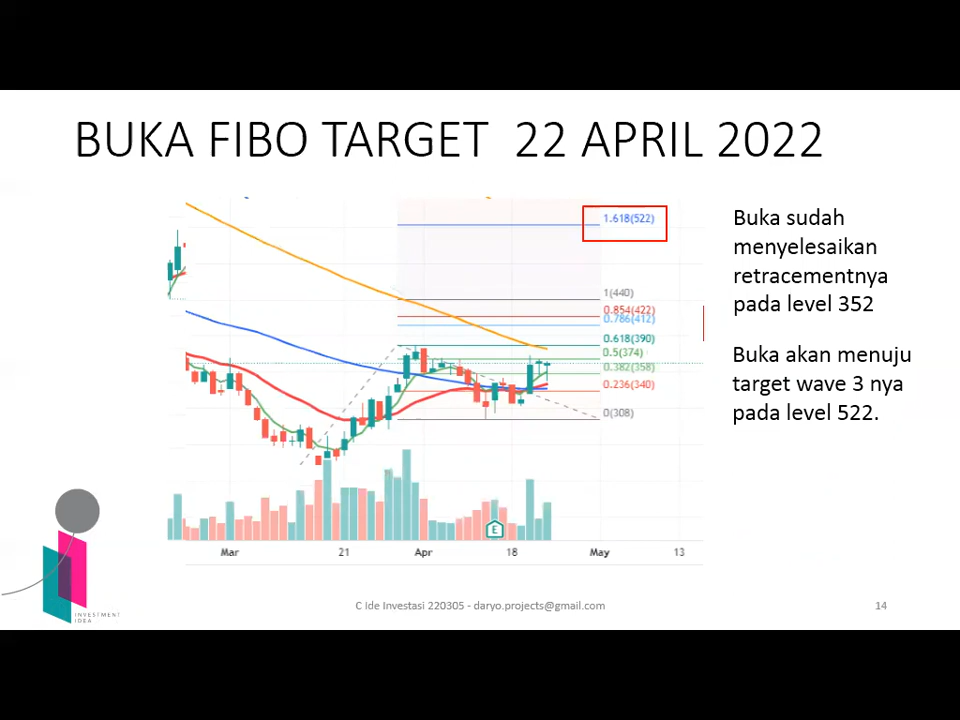 BUKA FIBO TARGET 22 APRIL 2022
1.618(522)
1(440)
0.854(422)
0.786(412)
0.618(390)
0.5(374)
0.382(358)
0.236(340)
0(308)
E
Mar 21 Apr 18 May 13
Buka sudah
menyelesaikan
retracementnya
pada level 352
Buka akan menuju
target wave 3 nya
pada level 522.
INVESTMENT
IDEA
C Ide Investasi 220305 - daryo.projects@gmail.com
14